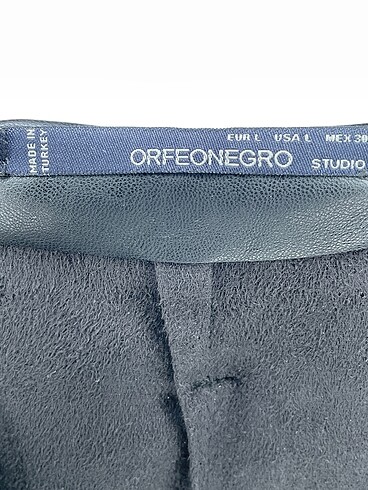 MADE IN
TURKEY
EUR L USA L MEX 30
ORFEONEGRO STUDIO